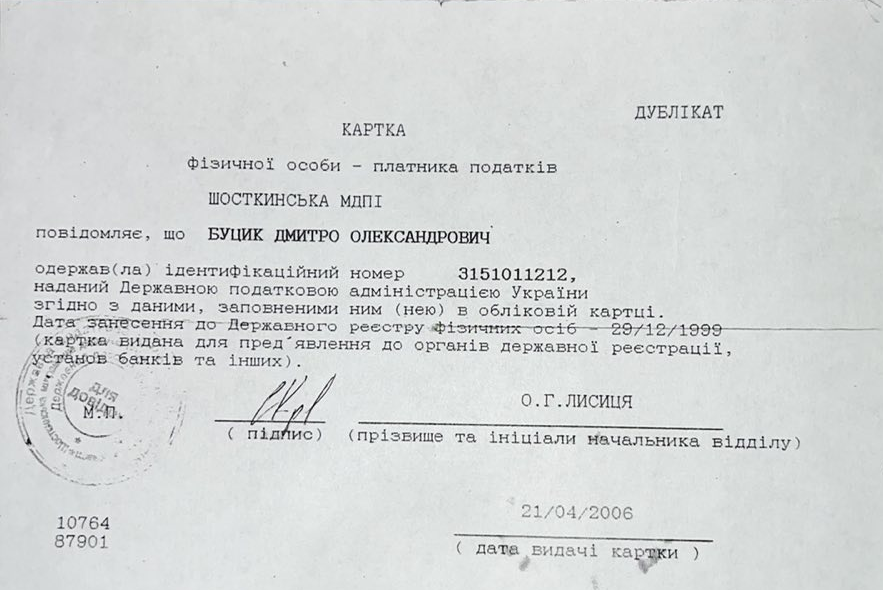 ДУБЛІКАТ
КАРТКА
фізичної особи - платника податків
ШОСТКИНСЬКА МДПІ
повідомляє, що БУЦИК ДМИТРО ОЛЕКСАНДРОВИЧ
одержав(ла) ідентифікаційний номер 3151011212,
наданий Державною податковою адміністрацією України
згідно з даними, заповненими ним (нею) в обліковій картці.
Дата занесення до Державного реєстру фізичних осіб - 29/12/1999
(картка видана для пред´явлення до органів державної реєстрації,
установ банків та інших).
ДЛЯ
ДОВІДОК
М.П.
О.Г.ЛИСИЦЯ
( підпис) (прізвище та ініціали начальника відділу)
21/04/2006
10764
87901
( дата видачі картки )